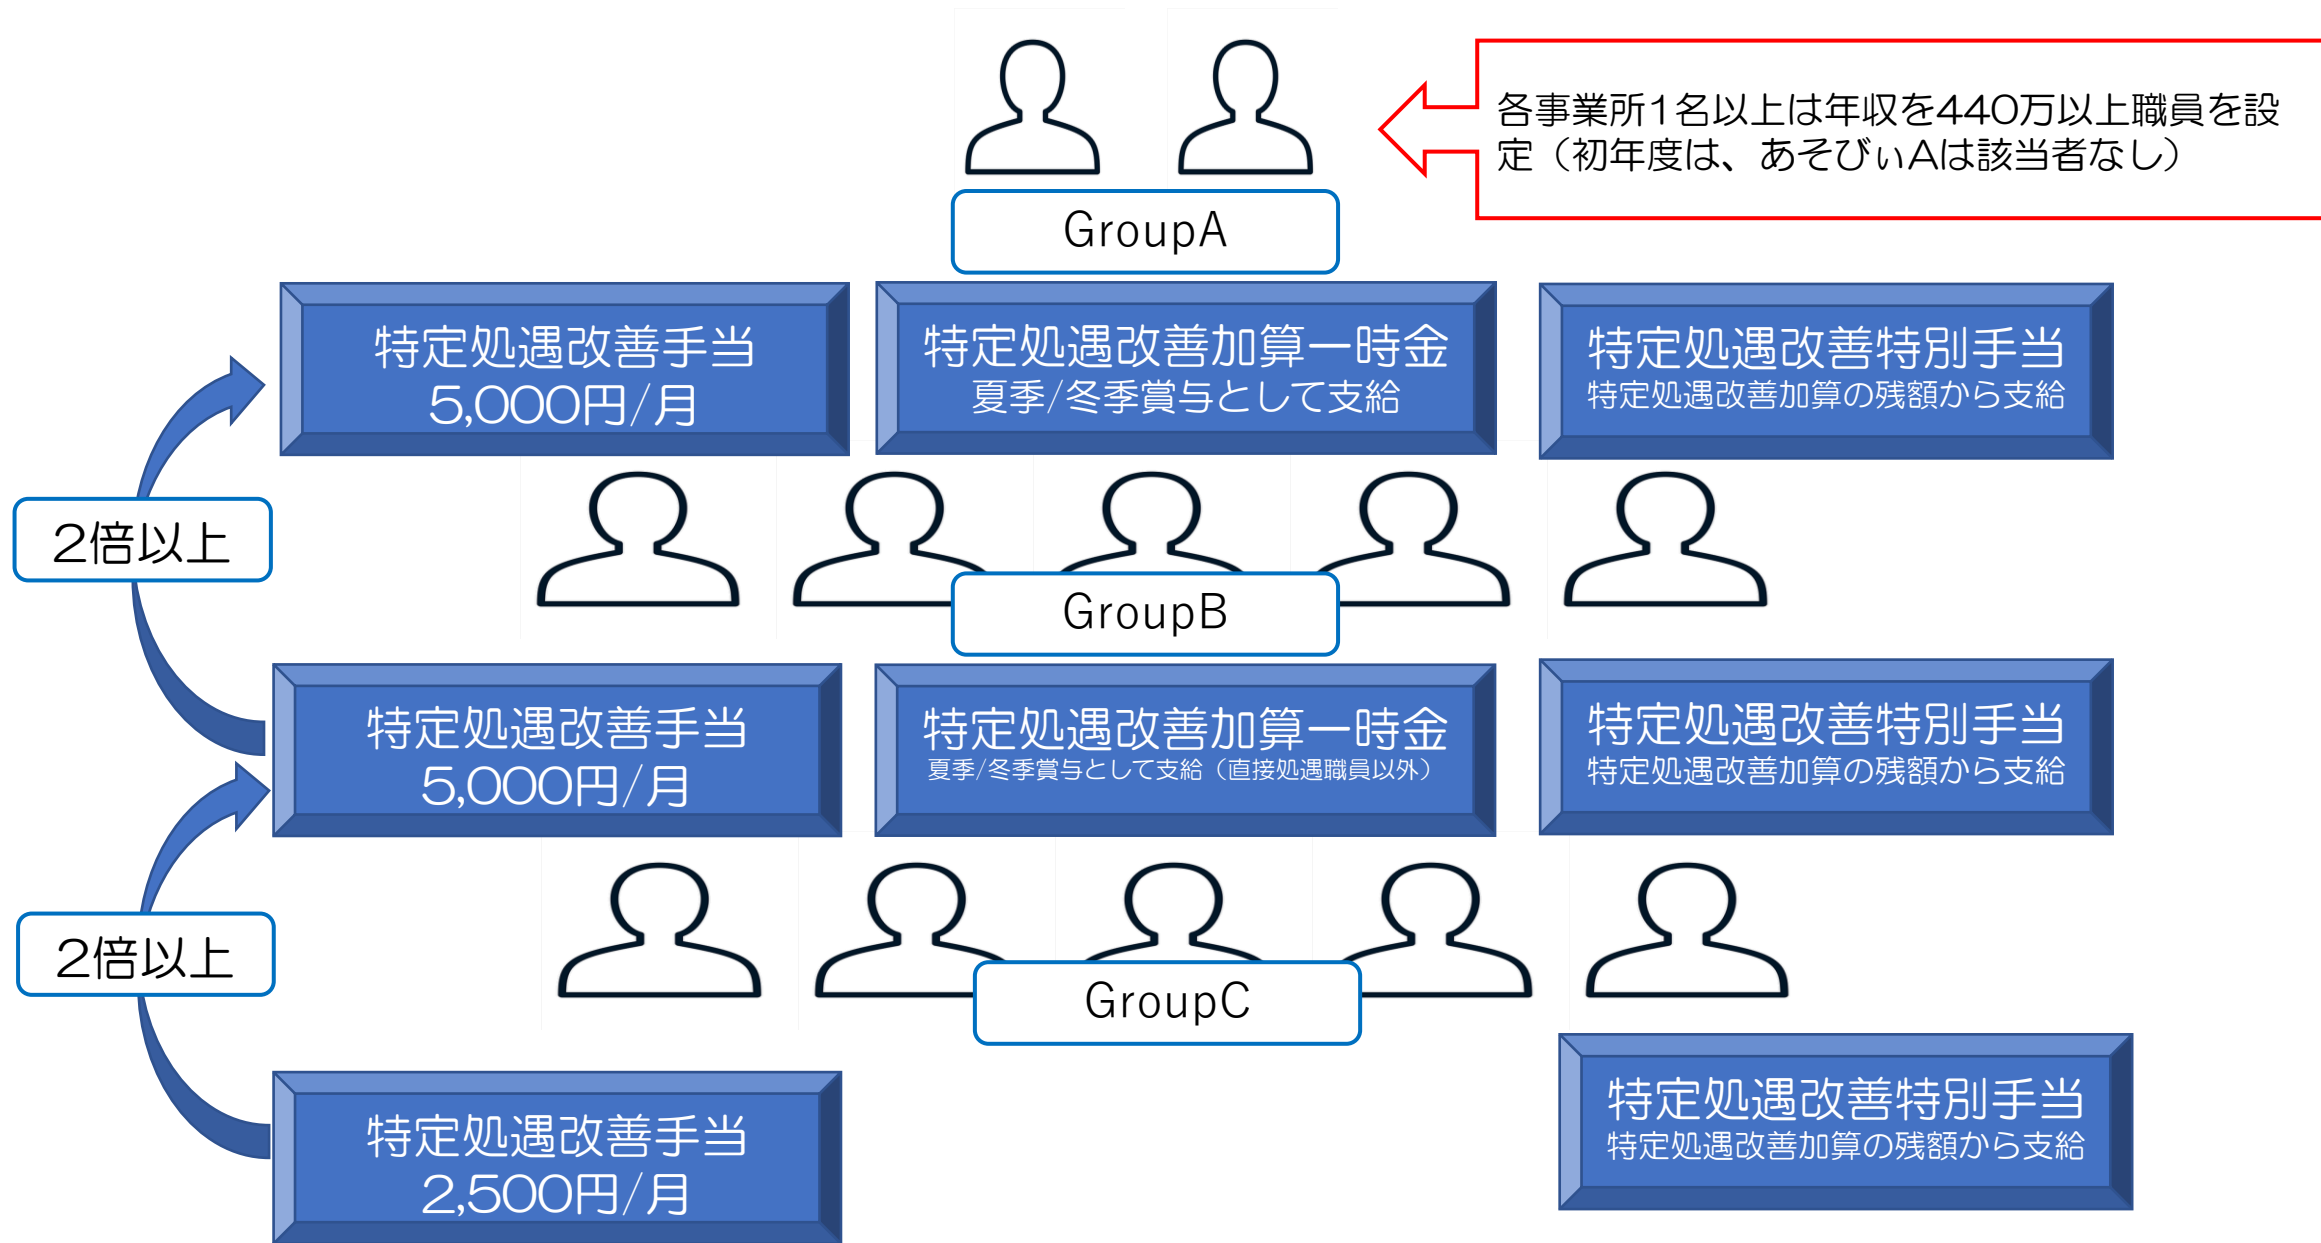 各事業所1名以上は年収を440万以上職員を設
定（初年度は、あそびぃAは該当者なし）
GroupA
特定処遇改善手当
5,000円/月
特定処遇改善加算一時金
夏季/冬季賞与として支給
特定処遇改善特別手当
特定処遇改善加算の残額から支給
2倍以上
GroupB
特定処遇改善手当
5,000円/月
特定処遇改善加算一時金
夏季/冬季賞与として支給（直接処遇職員以外）
特定処遇改善特別手当
特定処遇改善加算の残額から支給
2倍以上
GroupC
特定処遇改善手当
2,500円/月
特定処遇改善特別手当
特定処遇改善加算の残額から支給